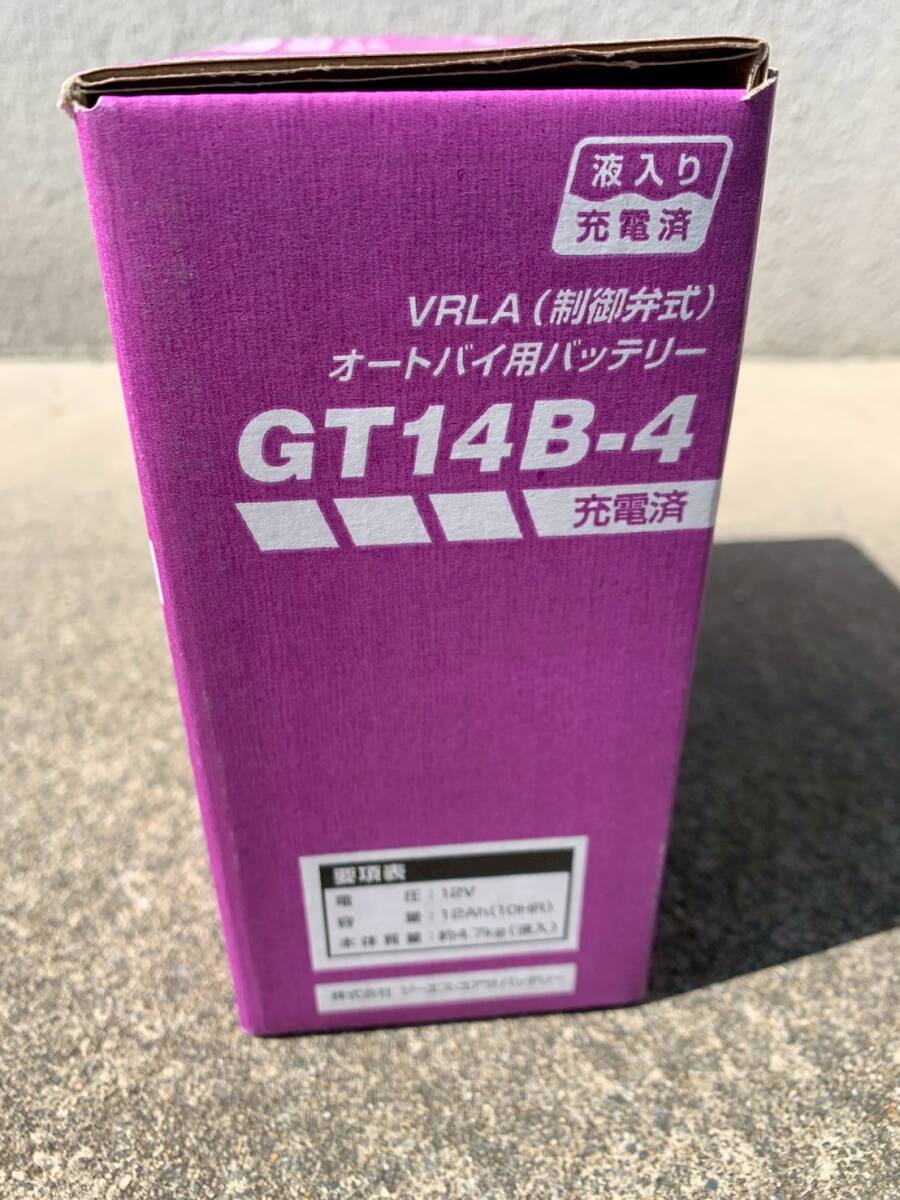 液入り
充電済
VRLA(制御弁式)
オートバイ用バッテリー
GT14B-4
充電済
要項表
電圧:12V
容量:12Ah(10HR)
本体質量:約4.7kg(液入)
株式会社 ジーエス・ユアサ バッテリー